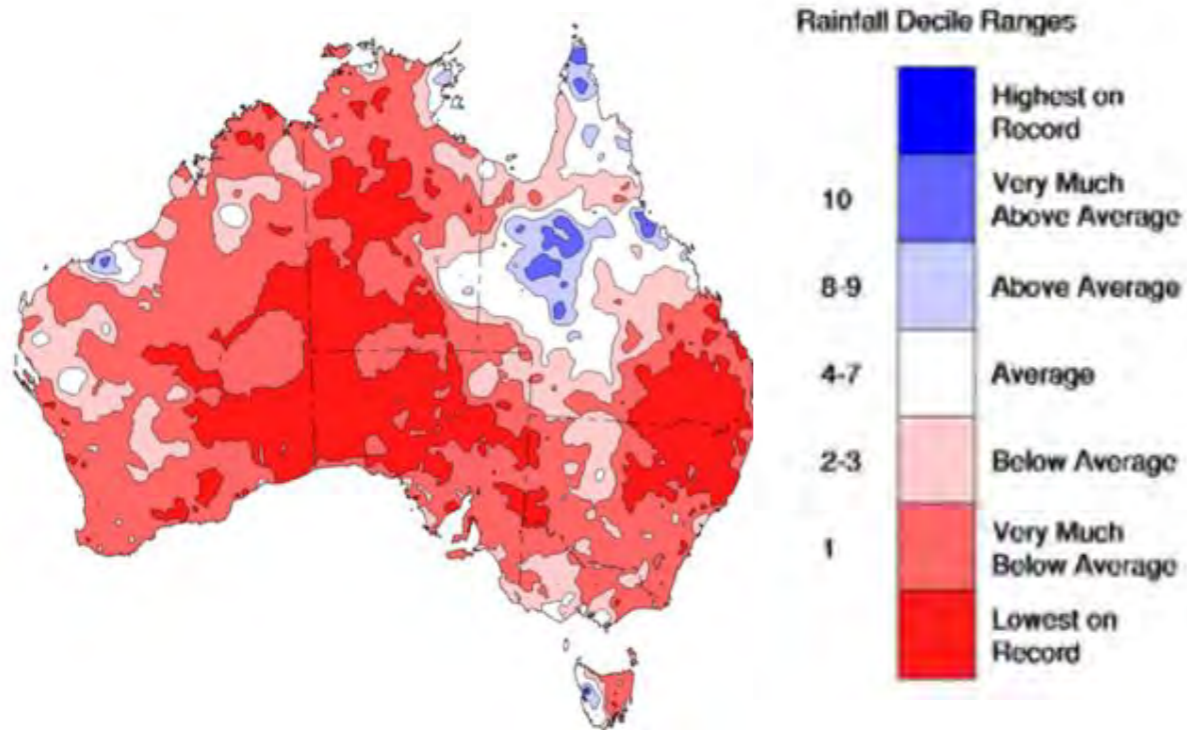 Rainfall Decile Ranges
Highest on
Record
10
Very Much
Above Average
8-9
Above Average
4-7
Average
2-3
Below Average
1
Very Much
Below Average
Lowest on
Record